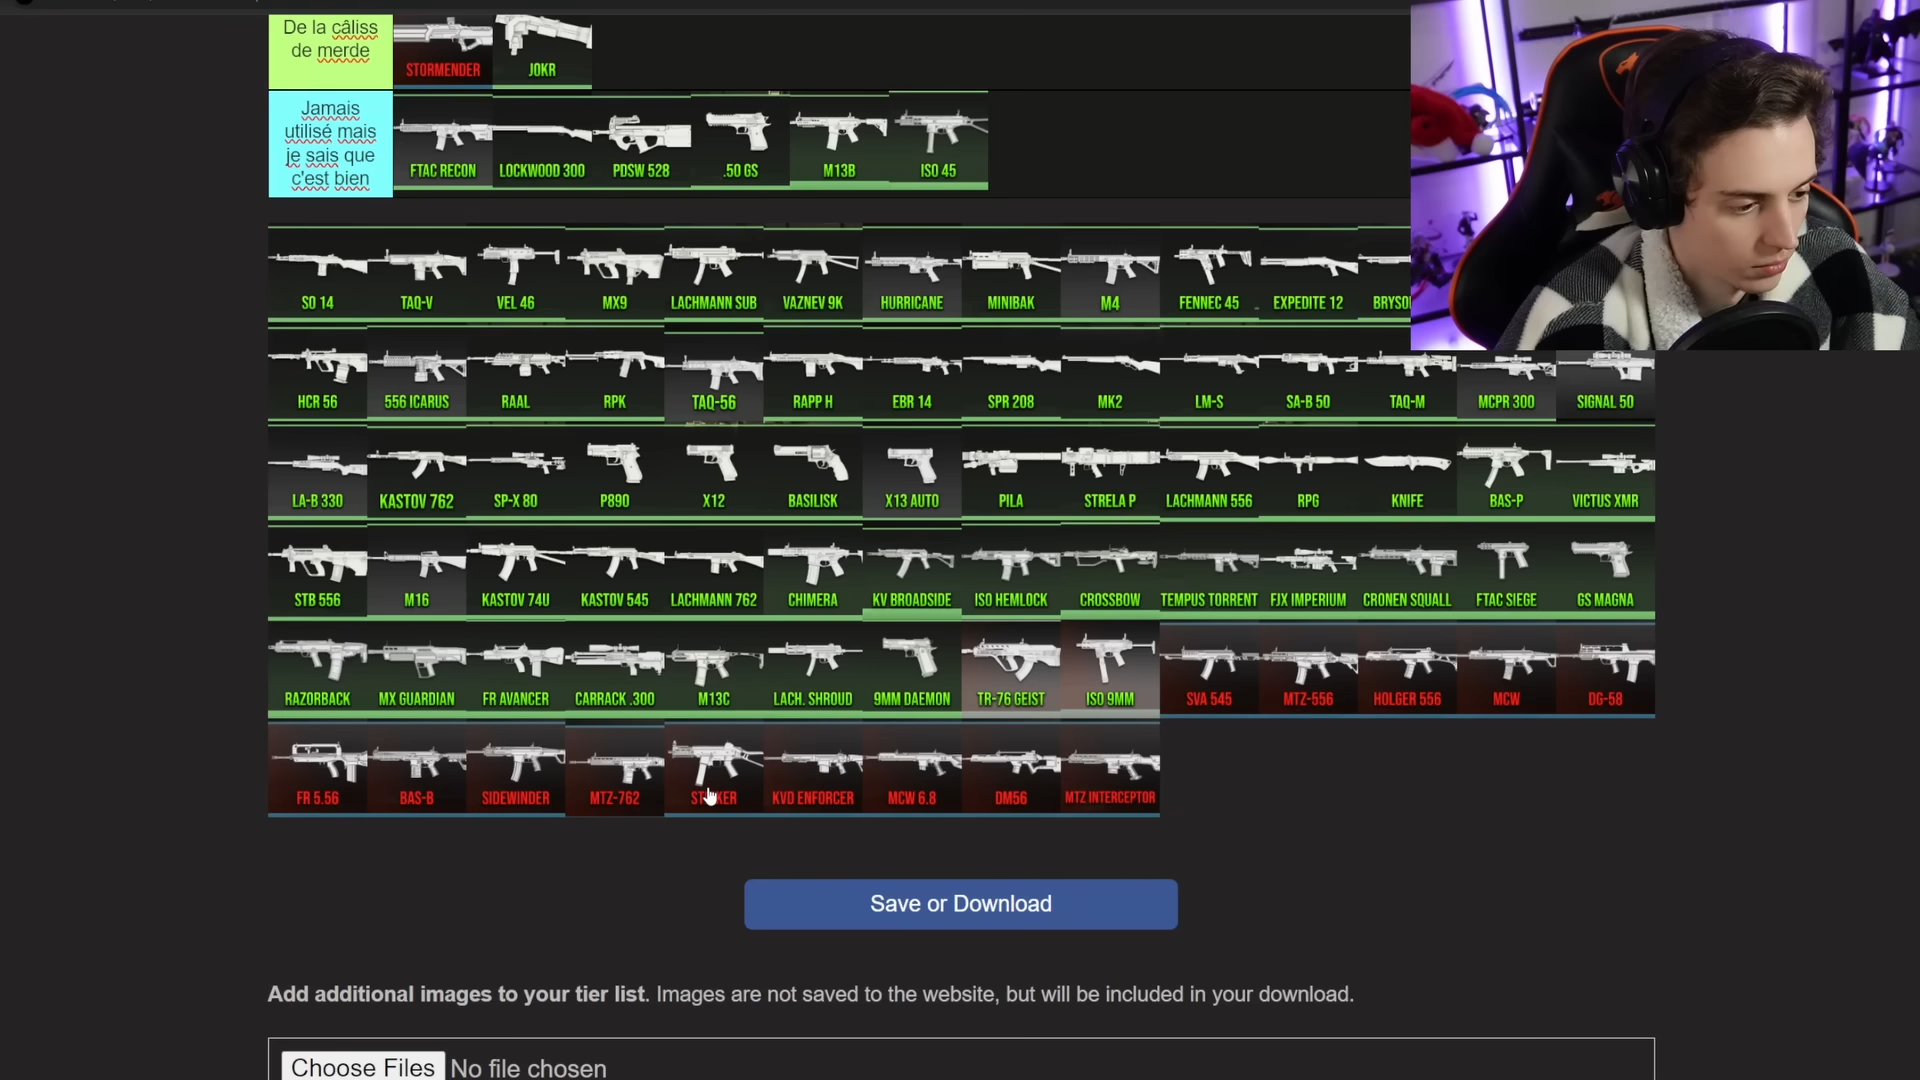 De la câliss
de merde
STORMENDER
JOKR
Jamais
utilisé mais
je sais que
c'est bien
FTAC RECON
LOCKWOOD 300
PDSW 528
.50 GS
M13B
ISO 45
SO 14
TAQ-V
VEL 46
MX9
LACHMANN SUB
VAZNEV 9K
HURRICANE
MINIBAK
M4
FENNEC 45
EXPEDITE 12
HCR 56
556 ICARUS
RAAL
RPK
TAQ-56
RAPP H
EBR 14
SPR 208
MK2
LM-S
SA-B 50
TAQ-M
MCPR 300
SIGNAL 50
LA-B 330
KASTOV 762
SP-X 80
P890
X12
BASILISK
X13 AUTO
PILA
STRELA P
LACHMANN 556
RPG
KNIFE
BAS-P
VICTUS XMR
STB 556
M16
KASTOV 74U
KASTOV 545
LACHMANN 762
CHIMERA
KV BROADSIDE
ISO HEMLOCK
CROSSBOW
TEMPUS TORRENT
FJX IMPERIUM
CRONEN SQUALL
FTAC SIEGE
GS MAGNA
RAZORBACK
MX GUARDIAN
FR AVANCER
CARRACK .300
M13C
LACH. SHROUD
9MM DAEMON
TR-76 GEIST
ISO 9MM
SVA 545
MTZ-556
HOLGER 556
MCW
DG-58
FR 5.56
BAS-B
SIDEWINDER
MTZ-762
KVD ENFORCER
MCW 6.8
DM56
MTZ INTERCEPTOR
Save or Download
Add additional images to your tier list. Images are not saved to the website, but will be included in your download.
Choose Files No file chosen